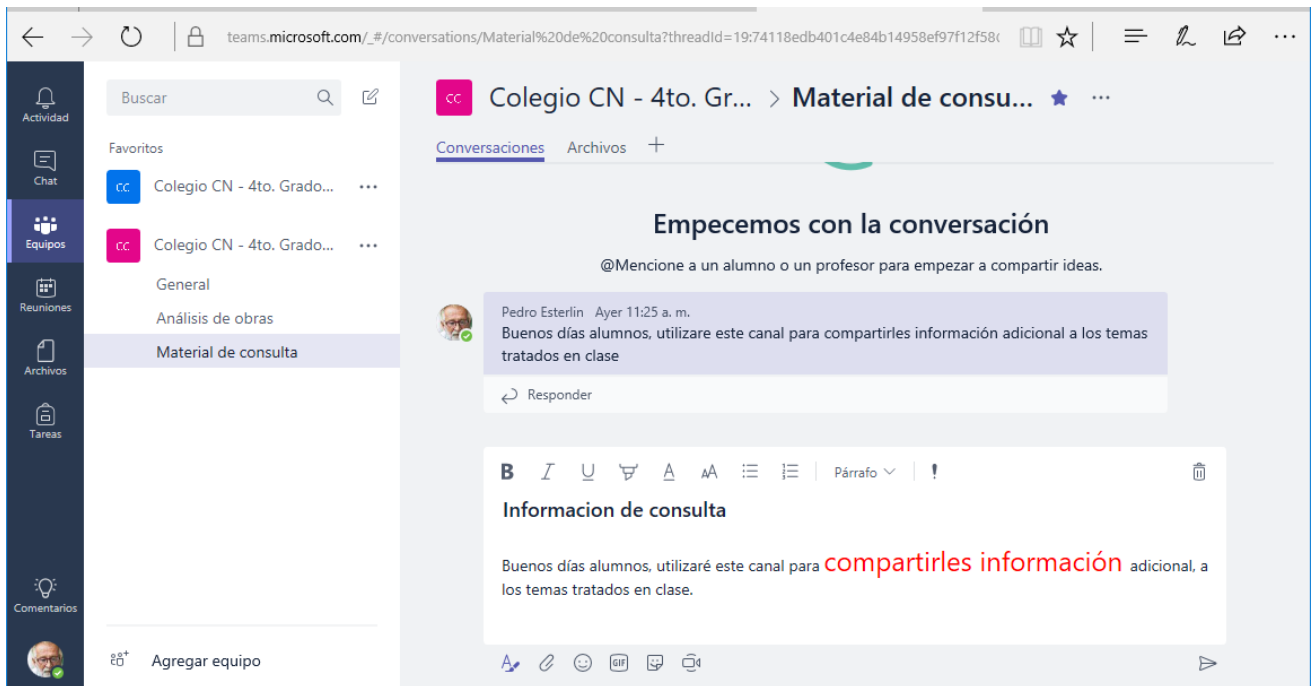 teams.microsoft.com/_#/conversations/Material%20de%20consulta?threadId=19:74118edb401c4e84b14958ef97f12f58
Actividad
Chat
Equipos
Reuniones
Archivos
Tareas
Comentarios
Buscar
Favoritos
CC Colegio CN - 4to. Grado... ...
CC Colegio CN - 4to. Grado... ...
General
Análisis de obras
Material de consulta
Agregar equipo
CC Colegio CN - 4to. Gr... > Material de consu... ...
Conversaciones Archivos +
Empecemos con la conversación
@Mencione a un alumno o un profesor para empezar a compartir ideas.
Pedro Esterlin Ayer 11:25 a. m.
Buenos días alumnos, utilizare este canal para compartirles información adicional a los temas
tratados en clase
Responder
B I U A AA Párrafo !
Informacion de consulta
Buenos días alumnos, utilizaré este canal para compartirles información adicional, a
los temas tratados en clase.
GIF